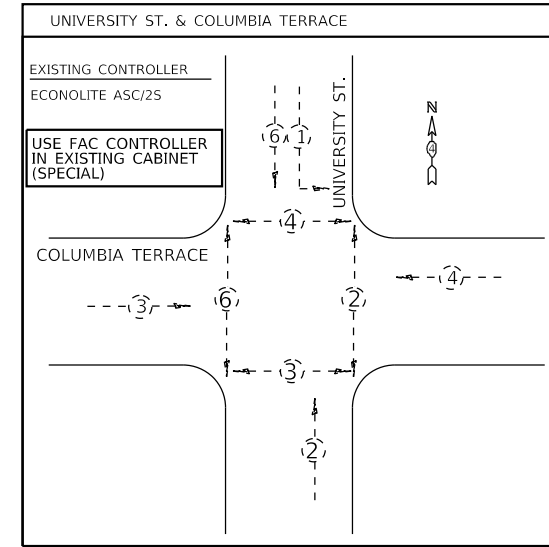 UNIVERSITY ST. & COLUMBIA TERRACE
EXISTING CONTROLLER
ECONOLITE ASC/2S
USE FAC CONTROLLER
IN EXISTING CABINET
(SPECIAL)
UNIVERSITY ST.
N
4
6
1
4
COLUMBIA TERRACE
3
6
2
4
3
2